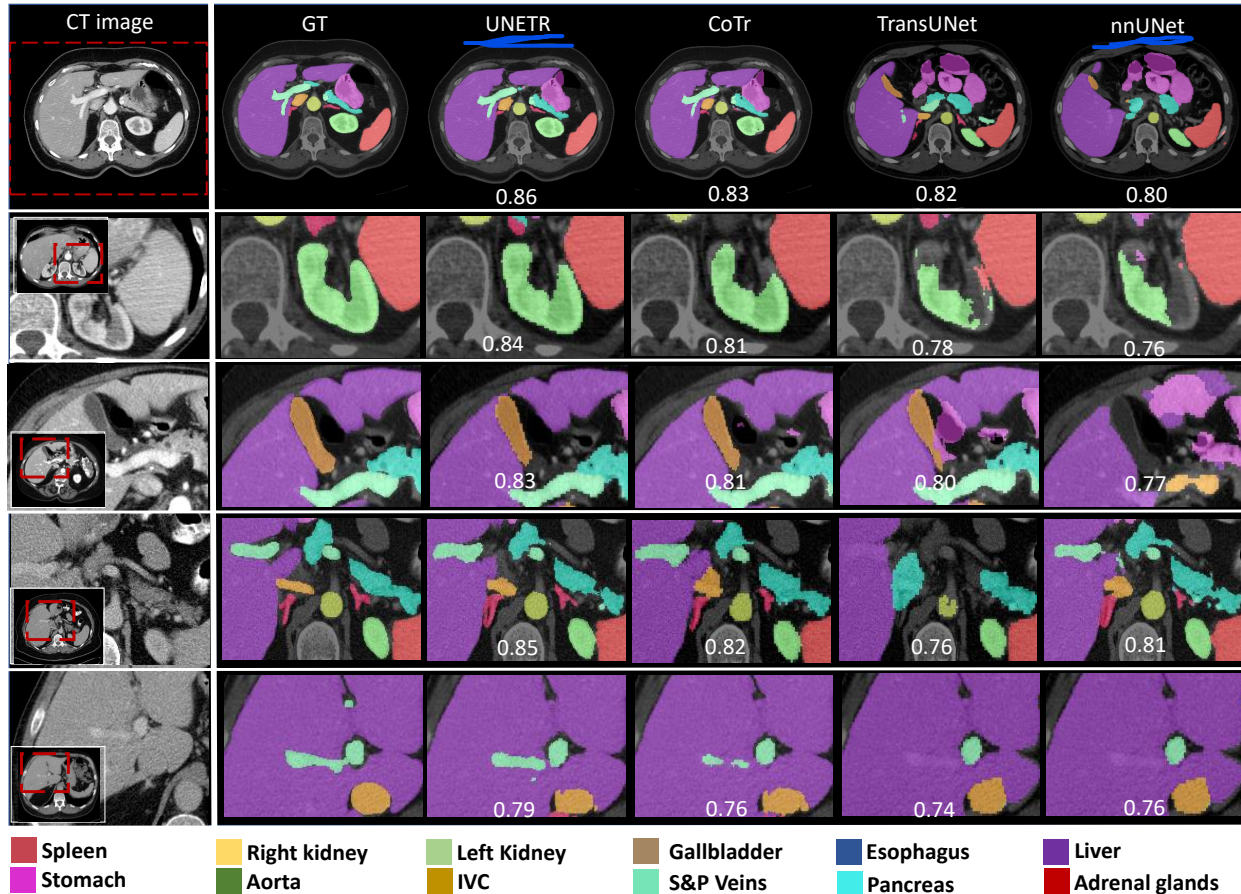 CT image GT UNETR CoTr TransUNet nnUNet
0.86 0.83 0.82 0.80
0.84 0.81 0.78 0.76
0.83 0.81 0.80 0.77
0.85 0.82 0.76 0.81
0.79 0.76 0.74 0.76
Spleen Right kidney Left Kidney Gallbladder Esophagus Liver
Stomach Aorta IVC S&P Veins Pancreas Adrenal glands